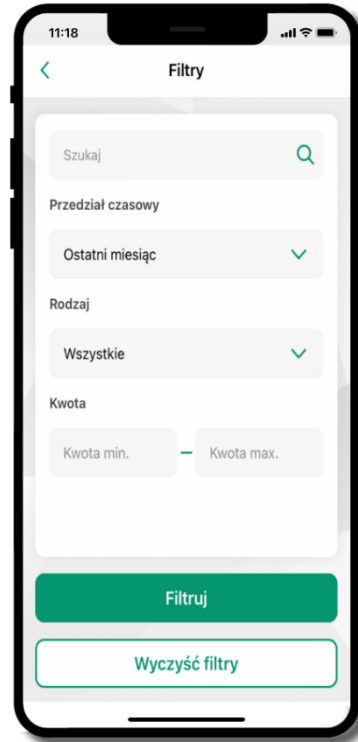 11:18
Filtry
Szukaj
Przedział czasowy
Ostatni miesiąc
Rodzaj
Wszystkie
Kwota
Kwota min. – Kwota max.
Filtruj
Wyczyść filtry